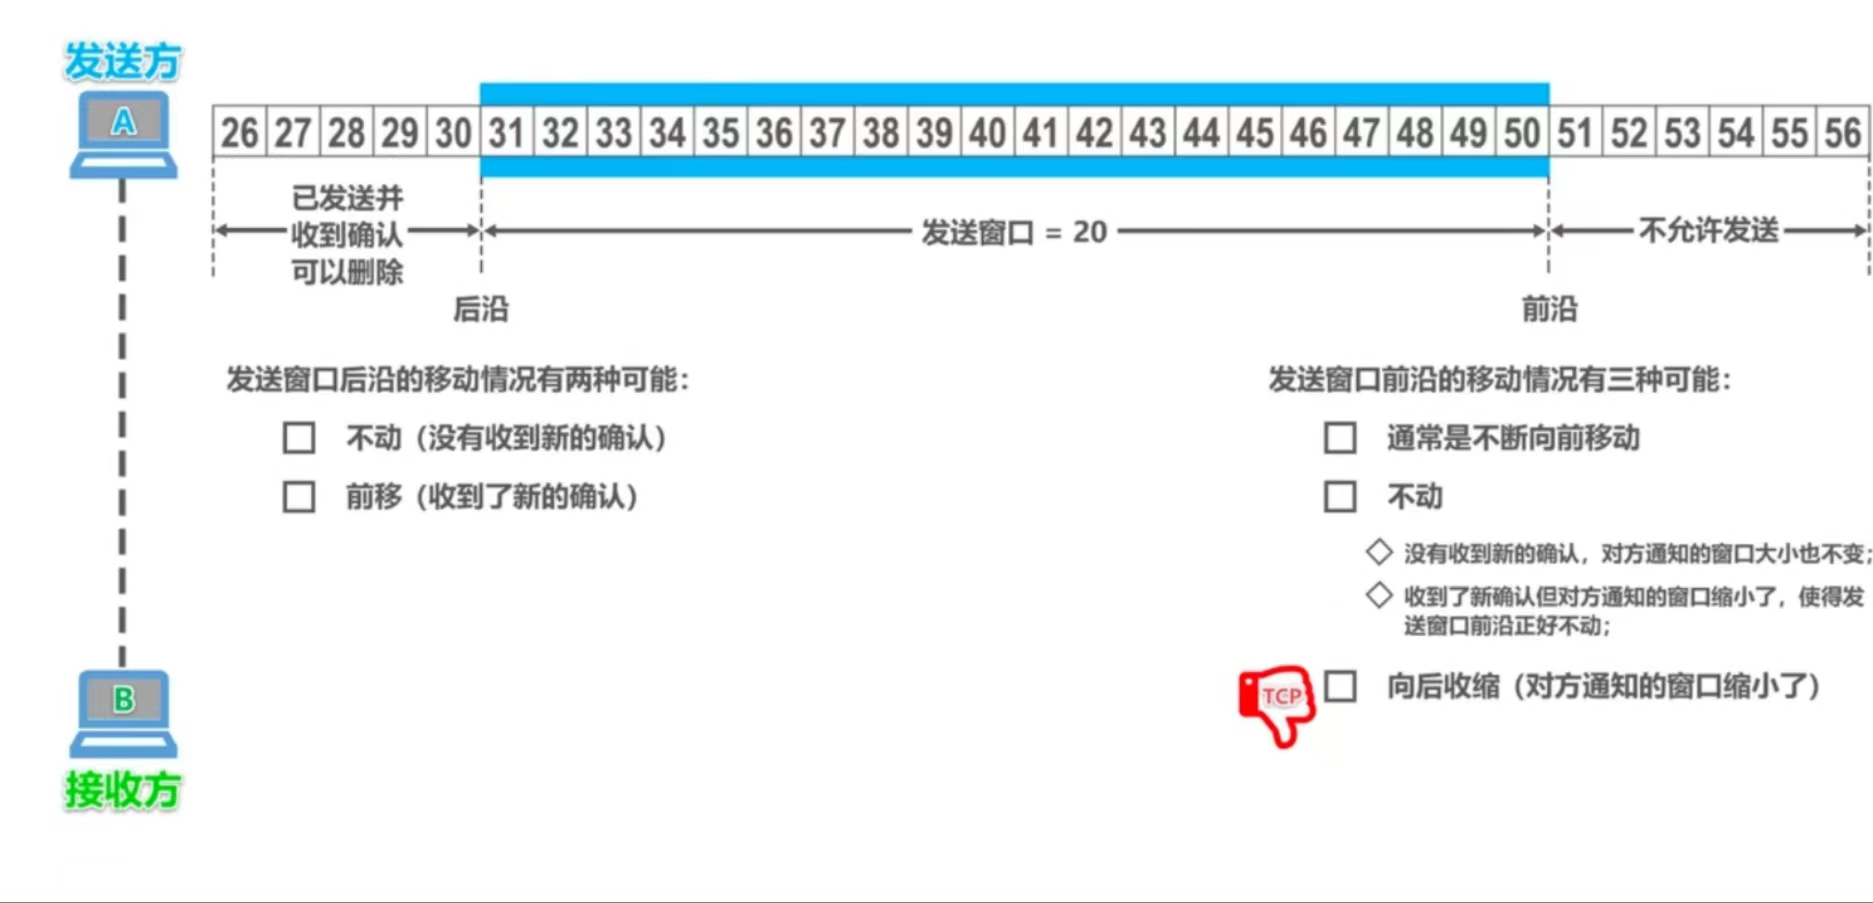 发送方
A
26 27 28 29 30 31 32 33 34 35 36 37 38 39 40 41 42 43 44 45 46 47 48 49 50 51 52 53 54 55 56
已发送并
收到确认
可以删除
发送窗口 = 20
不允许发送
后沿
前沿
发送窗口后沿的移动情况有两种可能：
不动（没有收到新的确认）
前移（收到了新的确认）
发送窗口前沿的移动情况有三种可能：
通常是不断向前移动
不动
没有收到新的确认，对方通知的窗口大小也不变；
收到了新确认但对方通知的窗口缩小了，使得发
送窗口前沿正好不动；
TCP
向后收缩（对方通知的窗口缩小了）
B
接收方